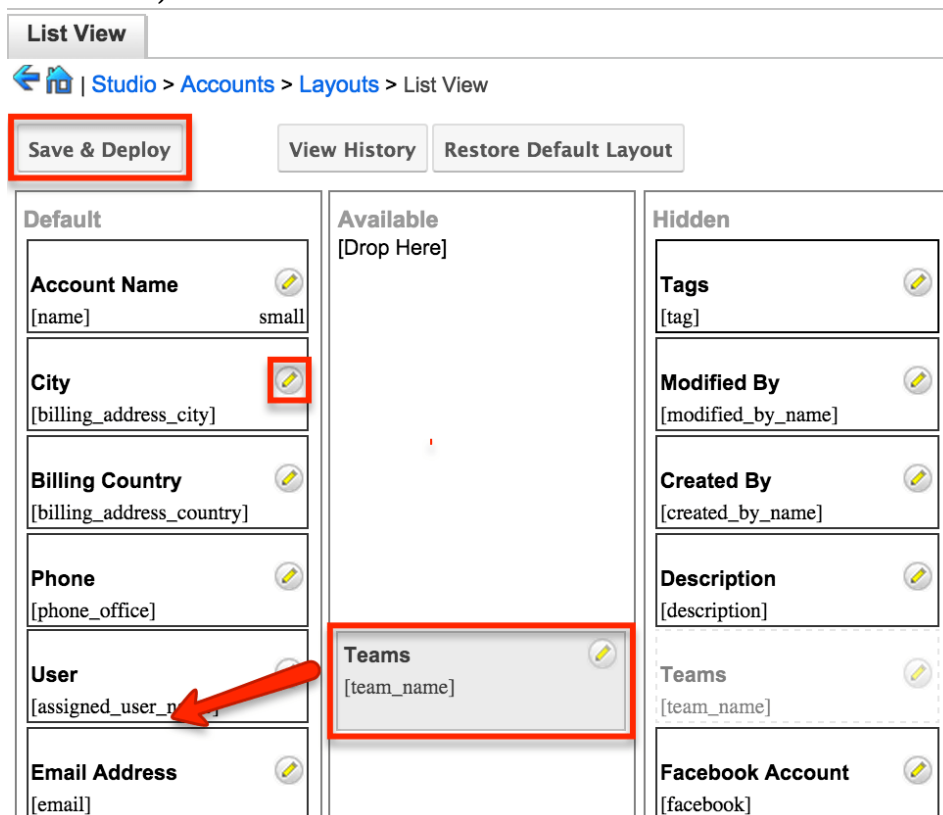 List View
| Studio > Accounts > Layouts > List View
Save & Deploy
View History
Restore Default Layout
Default
Account Name
[name] small
City
[billing_address_city]
Billing Country
[billing_address_country]
Phone
[phone_office]
User
Email Address
[email]
Available
[Drop Here]
Teams
[team_name]
Hidden
Tags
[tag]
Modified By
[modified_by_name]
Created By
[created_by_name]
Description
[description]
Teams
[team_name]
Facebook Account
[facebook]